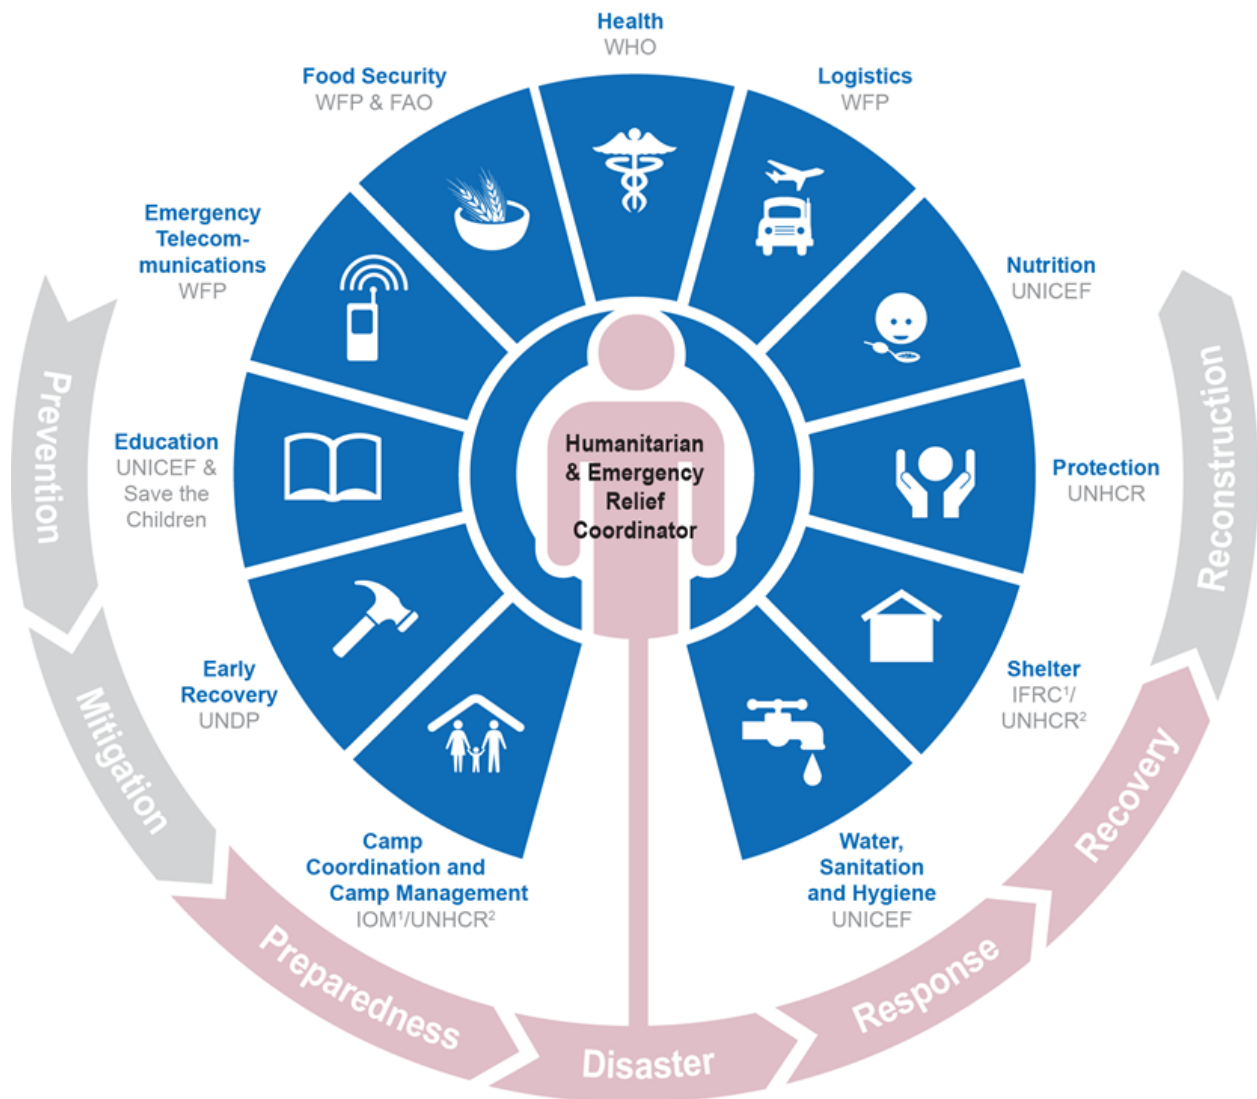 Health
WHO
Logistics
WFP
Nutrition
UNICEF
Protection
UNHCR
Shelter
IFRC¹/
UNHCR²
Water,
Sanitation
and Hygiene
UNICEF
Camp
Coordination and
Camp Management
IOM¹/UNHCR²
Early
Recovery
UNDP
Education
UNICEF &
Save the
Children
Emergency
Telecom-
munications
WFP
Food Security
WFP & FAO
Humanitarian
& Emergency
Relief
Coordinator
Prevention
Mitigation
Preparedness
Disaster
Response
Recovery
Reconstruction